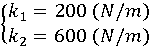 k₁ = 200 (N/m)
k₂ = 600 (N/m)